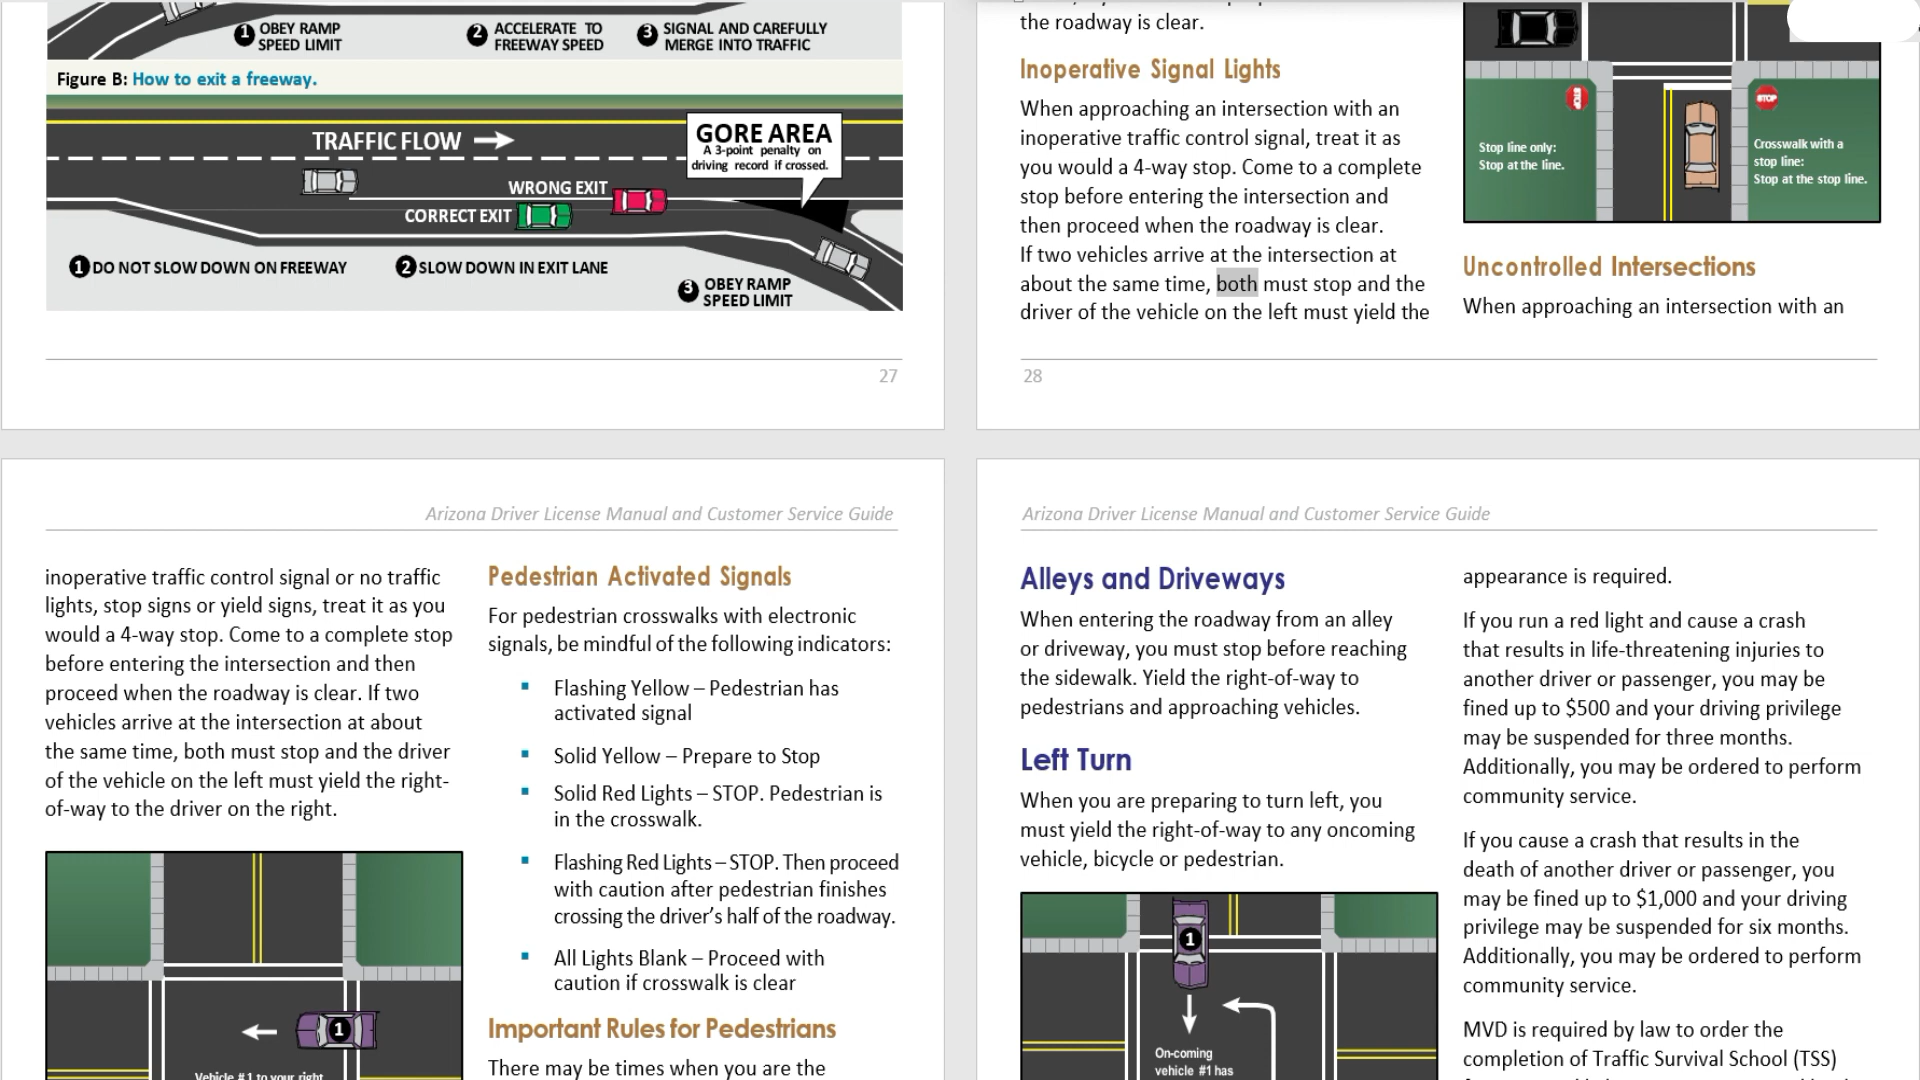 1 OBEY RAMP
SPEED LIMIT
2 ACCELERATE TO
FREEWAY SPEED
3 SIGNAL AND CAREFULLY
MERGE INTO TRAFFIC
Figure B: How to exit a freeway.
TRAFFIC FLOW
GORE AREA
A 3-point penalty on
driving record if crossed.
WRONG EXIT
CORRECT EXIT
1 DO NOT SLOW DOWN ON FREEWAY
2 SLOW DOWN IN EXIT LANE
3 OBEY RAMP
SPEED LIMIT
27
the roadway is clear.
Inoperative Signal Lights
When approaching an intersection with an
inoperative traffic control signal, treat it as
you would a 4-way stop. Come to a complete
stop before entering the intersection and
then proceed when the roadway is clear.
If two vehicles arrive at the intersection at
about the same time, both must stop and the
driver of the vehicle on the left must yield the
STOP
Stop line only:
Stop at the line.
Crosswalk with a
stop line:
Stop at the stop line.
Uncontrolled Intersections
When approaching an intersection with an
28
Arizona Driver License Manual and Customer Service Guide
inoperative traffic control signal or no traffic
lights, stop signs or yield signs, treat it as you
would a 4-way stop. Come to a complete stop
before entering the intersection and then
proceed when the roadway is clear. If two
vehicles arrive at the intersection at about
the same time, both must stop and the driver
of the vehicle on the left must yield the right-
of-way to the driver on the right.
1
Vehicle #1 to your right
Pedestrian Activated Signals
For pedestrian crosswalks with electronic
signals, be mindful of the following indicators:
▪ Flashing Yellow – Pedestrian has
activated signal
▪ Solid Yellow – Prepare to Stop
▪ Solid Red Lights – STOP. Pedestrian is
in the crosswalk.
▪ Flashing Red Lights – STOP. Then proceed
with caution after pedestrian finishes
crossing the driver's half of the roadway.
▪ All Lights Blank – Proceed with
caution if crosswalk is clear
Important Rules for Pedestrians
There may be times when you are the
Arizona Driver License Manual and Customer Service Guide
Alleys and Driveways
When entering the roadway from an alley
or driveway, you must stop before reaching
the sidewalk. Yield the right-of-way to
pedestrians and approaching vehicles.
Left Turn
When you are preparing to turn left, you
must yield the right-of-way to any oncoming
vehicle, bicycle or pedestrian.
1
On-coming
vehicle #1 has
appearance is required.
If you run a red light and cause a crash
that results in life-threatening injuries to
another driver or passenger, you may be
fined up to $500 and your driving privilege
may be suspended for three months.
Additionally, you may be ordered to perform
community service.
If you cause a crash that results in the
death of another driver or passenger, you
may be fined up to $1,000 and your driving
privilege may be suspended for six months.
Additionally, you may be ordered to perform
community service.
MVD is required by law to order the
completion of Traffic Survival School (TSS)